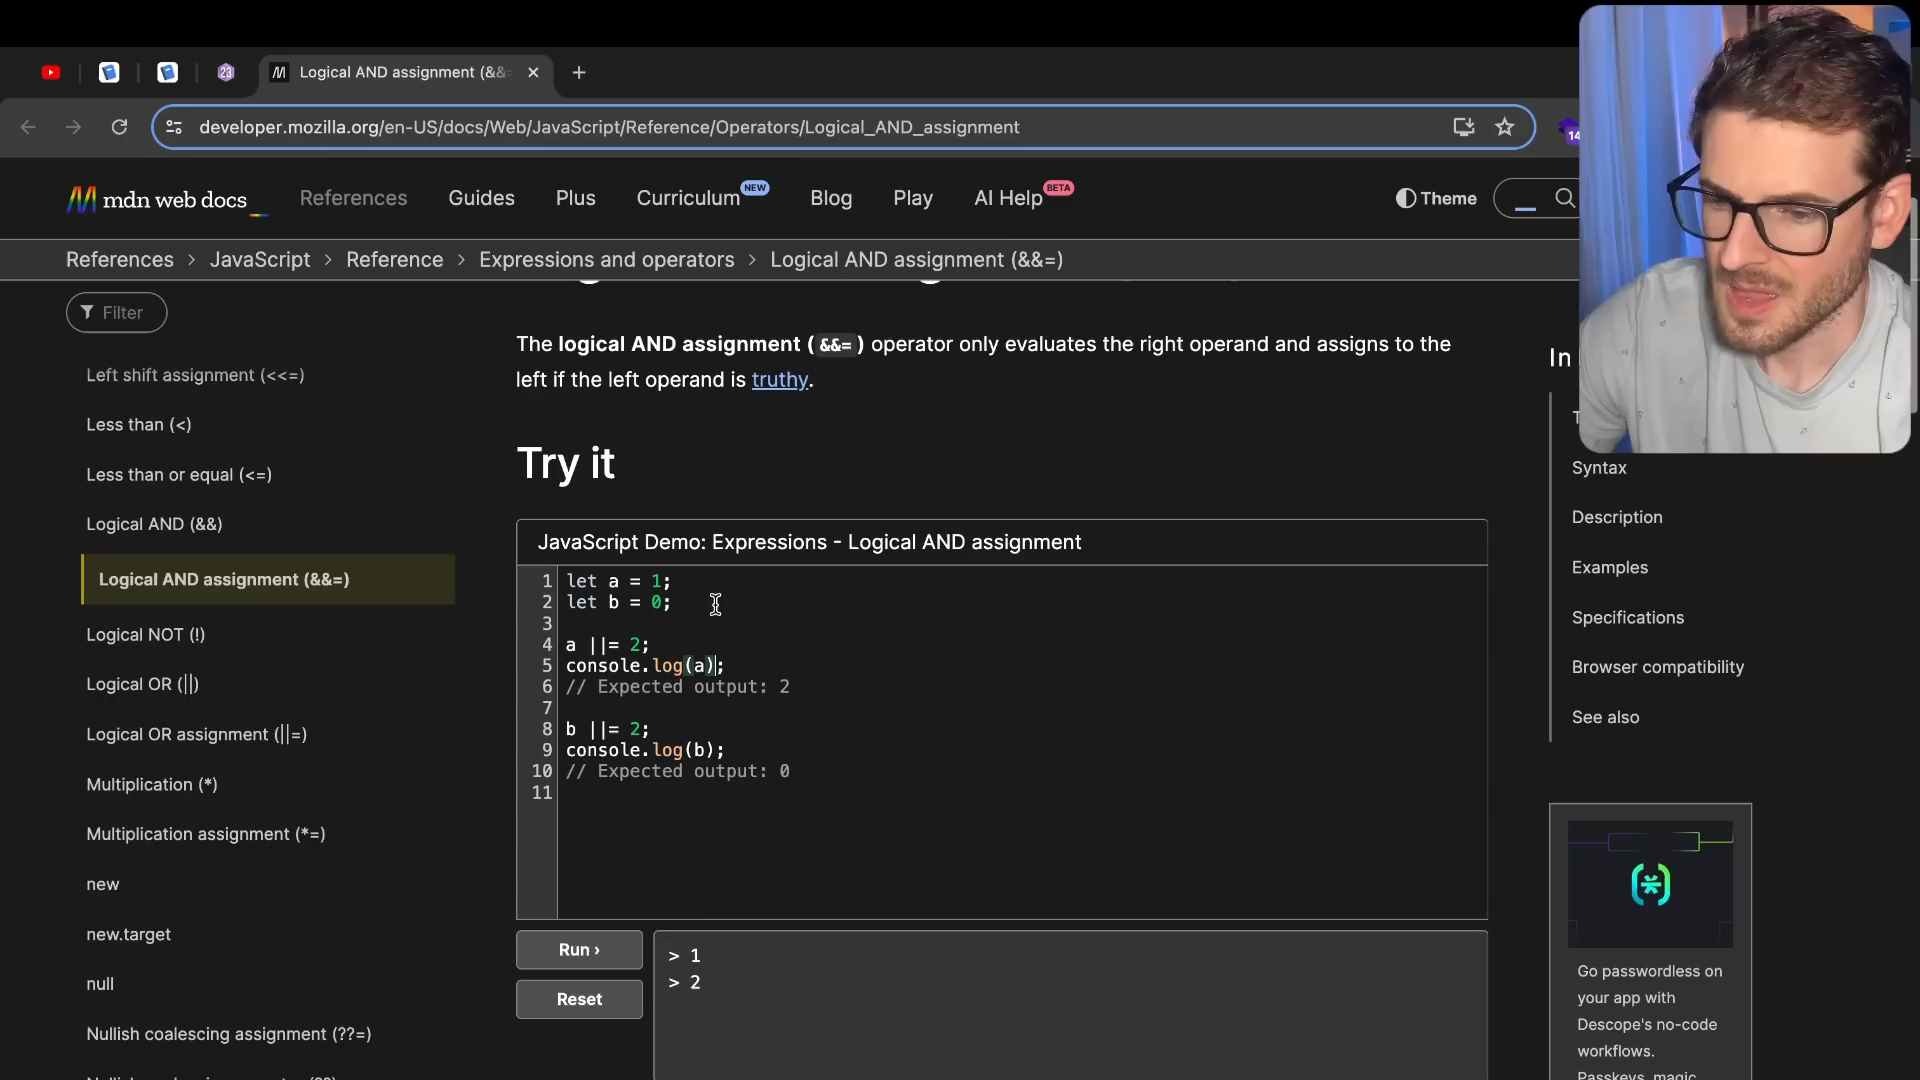 23
Logical AND assignment (&&
developer.mozilla.org/en-US/docs/Web/JavaScript/Reference/Operators/Logical_AND_assignment
14
mdn web docs _
References
Guides
Plus
Curriculum NEW
Blog
Play
AI Help BETA
Theme
References > JavaScript > Reference > Expressions and operators > Logical AND assignment (&&=)
Filter
Left shift assignment (<<=)
Less than (<)
Less than or equal (<=)
Logical AND (&&)
Logical AND assignment (&&=)
Logical NOT (!)
Logical OR (||)
Logical OR assignment (||=)
Multiplication (*)
Multiplication assignment (*=)
new
new.target
null
Nullish coalescing assignment (??=)
The logical AND assignment (&&=) operator only evaluates the right operand and assigns to the
left if the left operand is truthy.
Try it
JavaScript Demo: Expressions - Logical AND assignment
1 let a = 1;
2 let b = 0;
3
4 a ||= 2;
5 console.log(a);
6 // Expected output: 2
7
8 b ||= 2;
9 console.log(b);
10 // Expected output: 0
11
Run ›
Reset
> 1
> 2
In
Syntax
Description
Examples
Specifications
Browser compatibility
See also
Go passwordless on
your app with
Descope's no-code
workflows.
Passkeys, magic